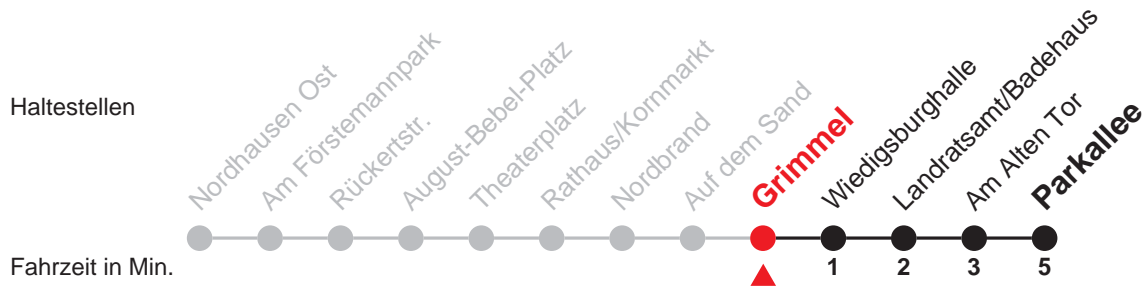 Haltestellen
Nordhausen Ost
Am Förstemannpark
Rückertstr.
August-Bebel-Platz
Theaterplatz
Rathaus/Kornmarkt
Nordbrand
Auf dem Sand
Grimmel
Wiedigsburghalle
Landratsamt/Badehaus
Am Alten Tor
Parkallee
Fahrzeit in Min.
1
2
3
5